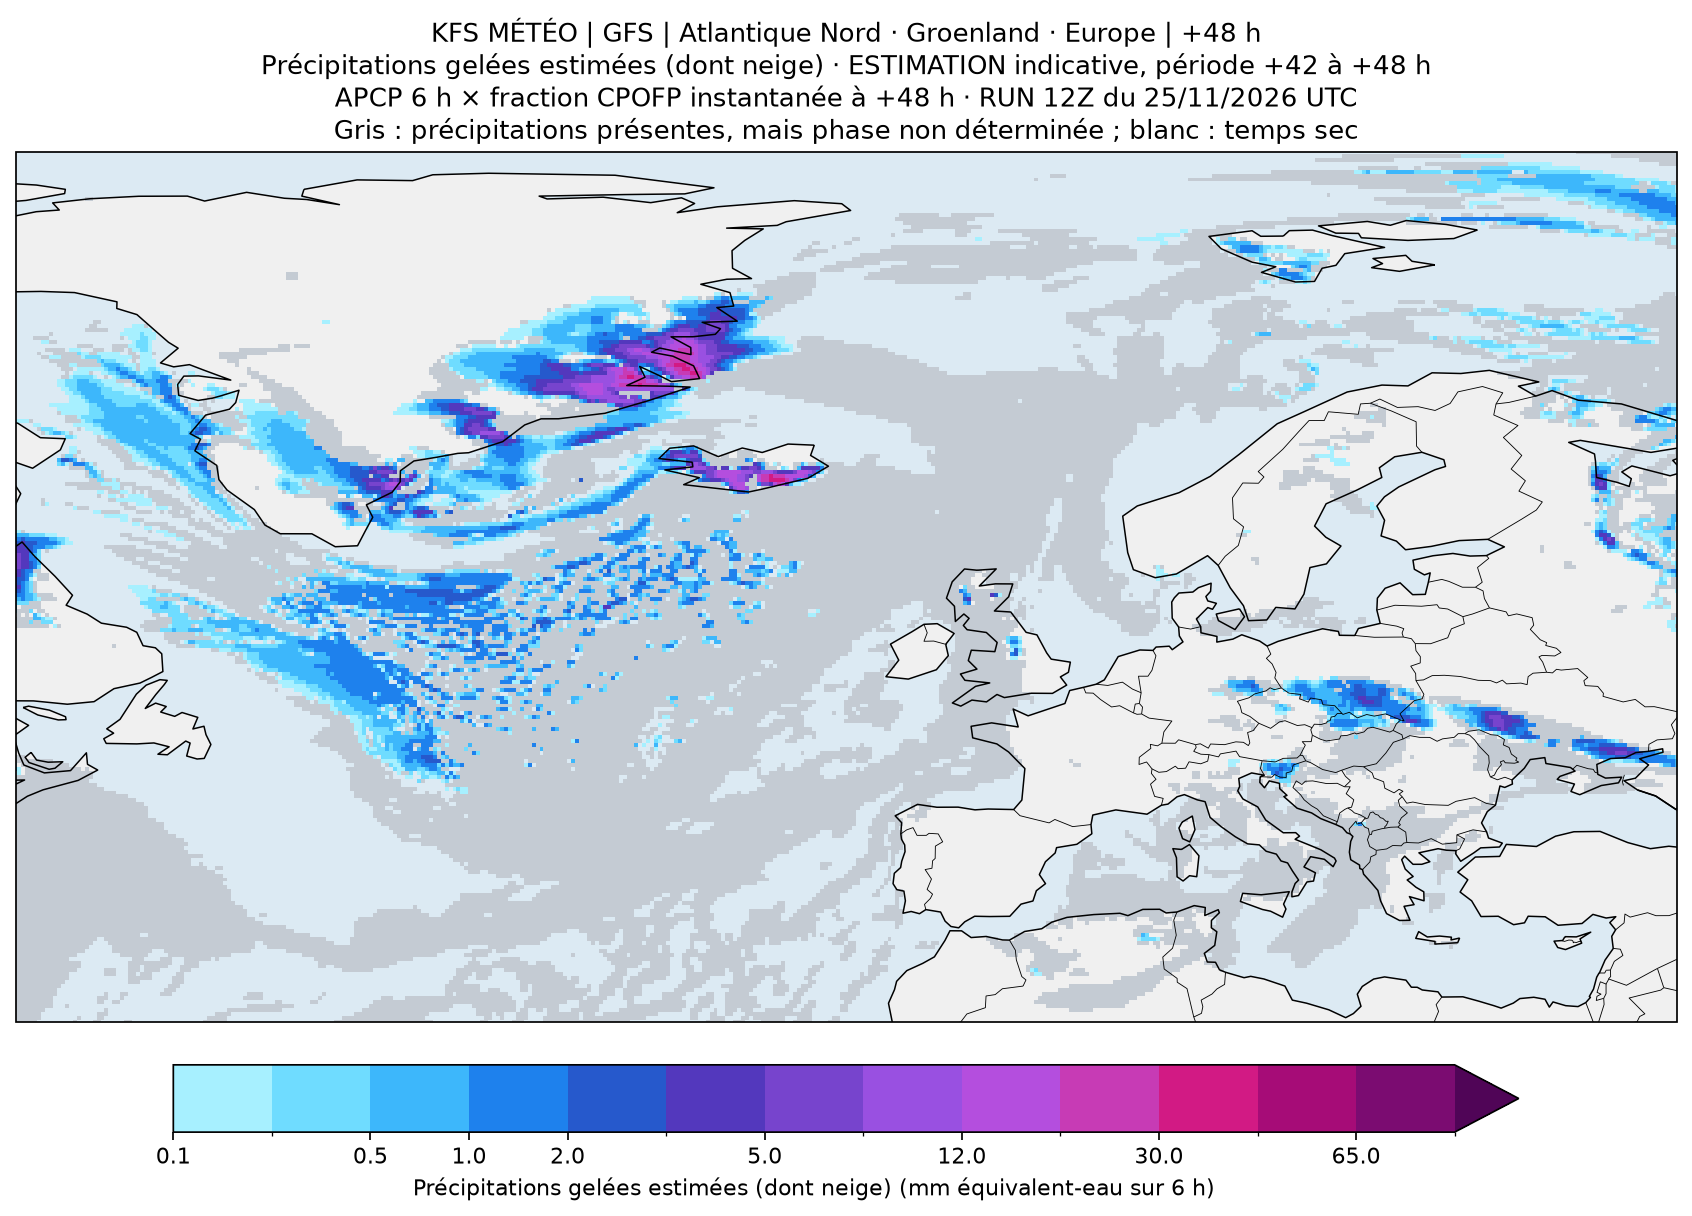 KFS MÉTÉO | GFS | Atlantique Nord · Groenland · Europe | +48 h
Précipitations gelées estimées (dont neige) · ESTIMATION indicative, période +42 à +48 h
APCP 6 h × fraction CPOFP instantanée à +48 h · RUN 12Z du 25/11/2026 UTC
Gris : précipitations présentes, mais phase non déterminée ; blanc : temps sec
0.1 0.5 1.0 2.0 5.0 12.0 30.0 65.0
Précipitations gelées estimées (dont neige) (mm équivalent-eau sur 6 h)